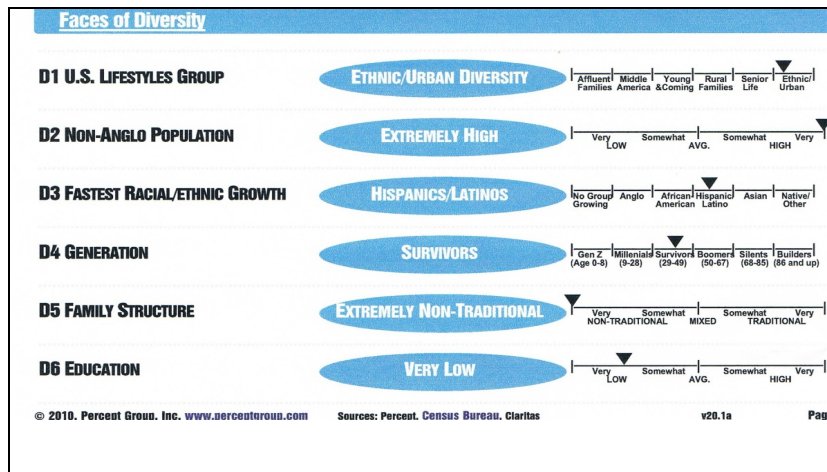 Faces of Diversity
D1 U.S. LIFESTYLES GROUP
ETHNIC/URBAN DIVERSITY
Affluent Families
Middle America
Young &Coming
Rural Families
Senior Life
Ethnic/ Urban
D2 NON-ANGLO POPULATION
EXTREMELY HIGH
Very Somewhat Somewhat Very
LOW AVG. HIGH
D3 FASTEST RACIAL/ETHNIC GROWTH
HISPANICS/LATINOS
No Group Growing
Anglo
African American
Hispanic Latino
Asian
Native/ Other
D4 GENERATION
SURVIVORS
Gen Z (Age 0-8)
Millenials (9-28)
Survivors (29-49)
Boomers (50-67)
Silents (68-85)
Builders (86 and up)
D5 FAMILY STRUCTURE
EXTREMELY NON-TRADITIONAL
Very Somewhat Somewhat Very
NON-TRADITIONAL MIXED TRADITIONAL
D6 EDUCATION
VERY LOW
Very Somewhat Somewhat Very
LOW AVG. HIGH
© 2010, Percept Group, Inc. www.perceptgroup.com Sources: Percept, Census Bureau, Claritas v20.1a Pag